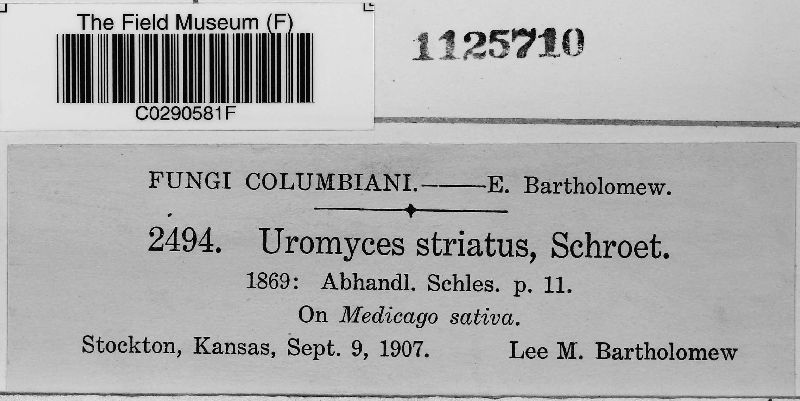 The Field Museum (F)
C0290581F
1125710
FUNGI COLUMBIANI.——E. Bartholomew.
2494. Uromyces striatus, Schroet.
1869: Abhandl. Schles. p. 11.
On Medicago sativa.
Stockton, Kansas, Sept. 9, 1907. Lee M. Bartholomew